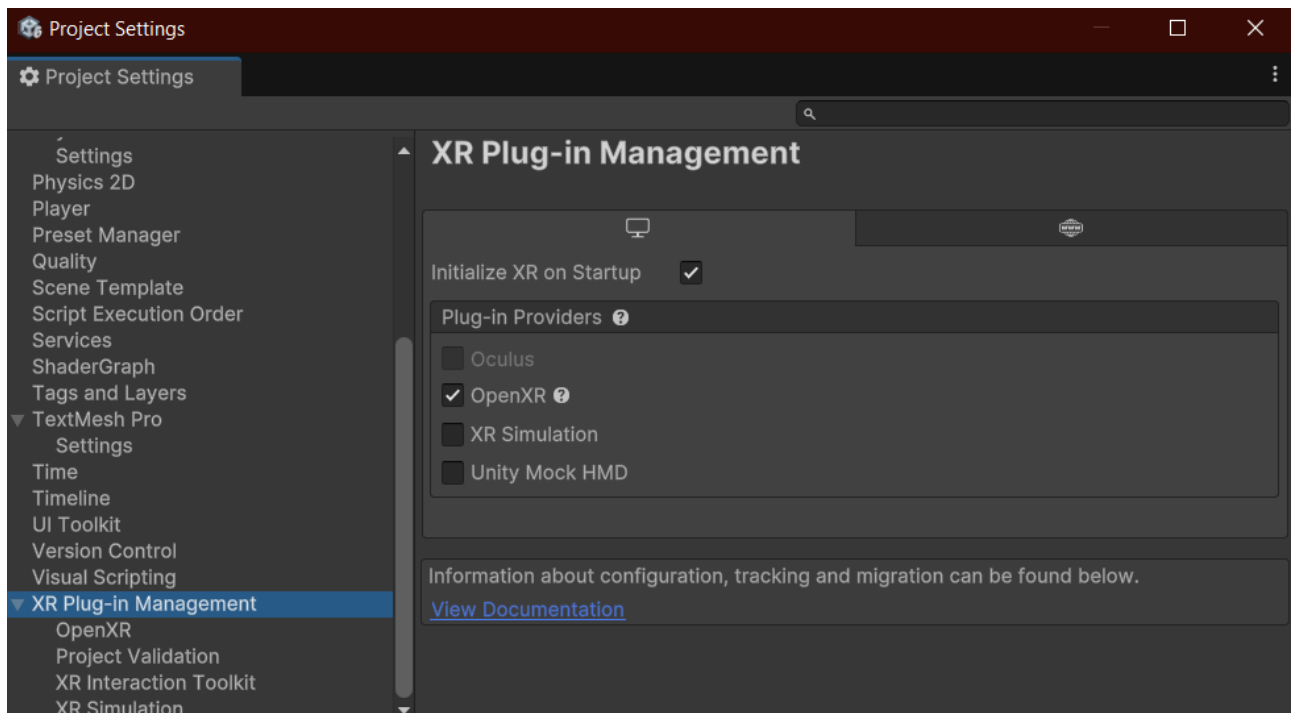 Project Settings
Project Settings
Settings
Physics 2D
Player
Preset Manager
Quality
Scene Template
Script Execution Order
Services
ShaderGraph
Tags and Layers
TextMesh Pro
Settings
Time
Timeline
UI Toolkit
Version Control
Visual Scripting
XR Plug-in Management
OpenXR
Project Validation
XR Interaction Toolkit
XR Simulation
XR Plug-in Management
www
Initialize XR on Startup
Plug-in Providers
Oculus
OpenXR
XR Simulation
Unity Mock HMD
Information about configuration, tracking and migration can be found below.
View Documentation